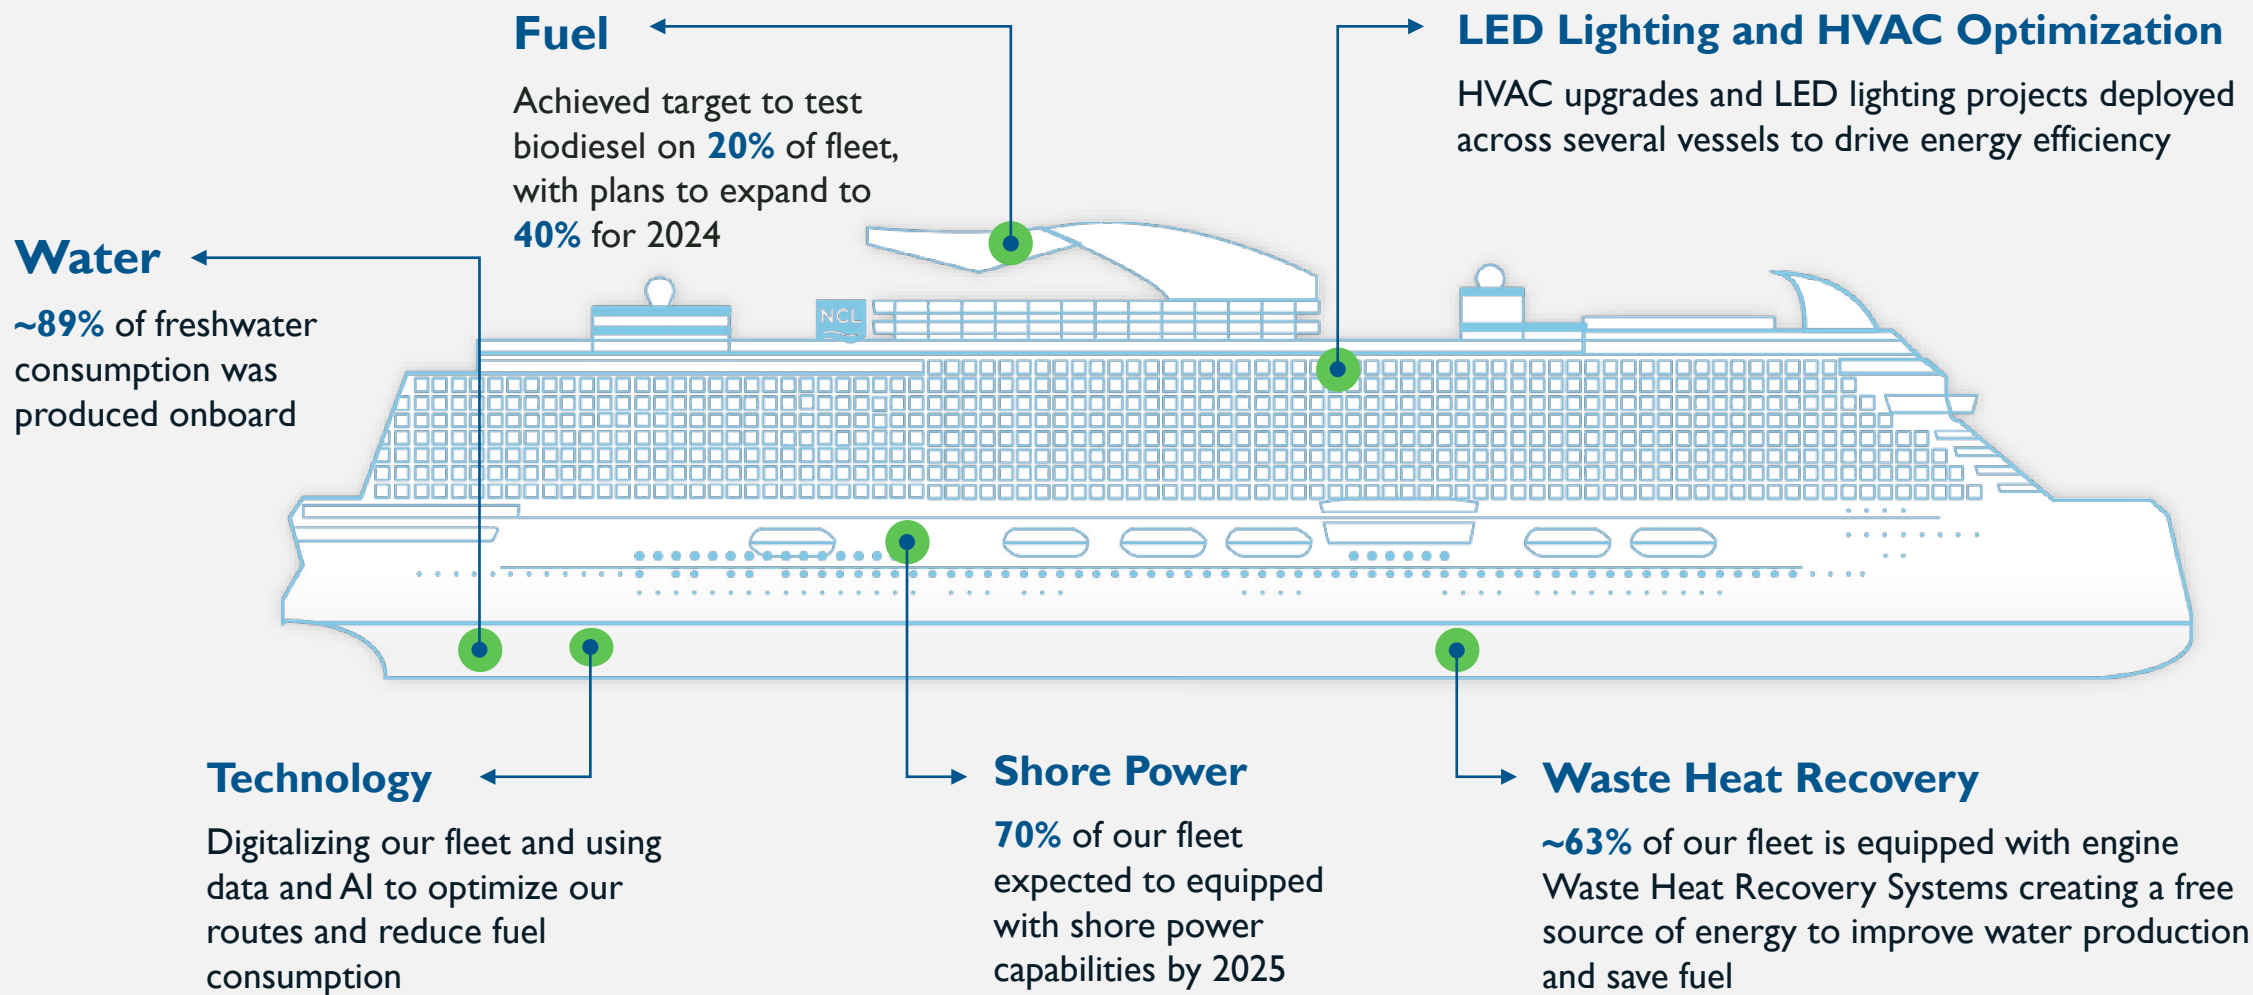 Fuel
Achieved target to test
biodiesel on 20% of fleet,
with plans to expand to
40% for 2024
LED Lighting and HVAC Optimization
HVAC upgrades and LED lighting projects deployed
across several vessels to drive energy efficiency
Water
~89% of freshwater
consumption was
produced onboard
NCL
Technology
Digitalizing our fleet and using
data and AI to optimize our
routes and reduce fuel
consumption
Shore Power
70% of our fleet
expected to equipped
with shore power
capabilities by 2025
Waste Heat Recovery
~63% of our fleet is equipped with engine
Waste Heat Recovery Systems creating a free
source of energy to improve water production
and save fuel